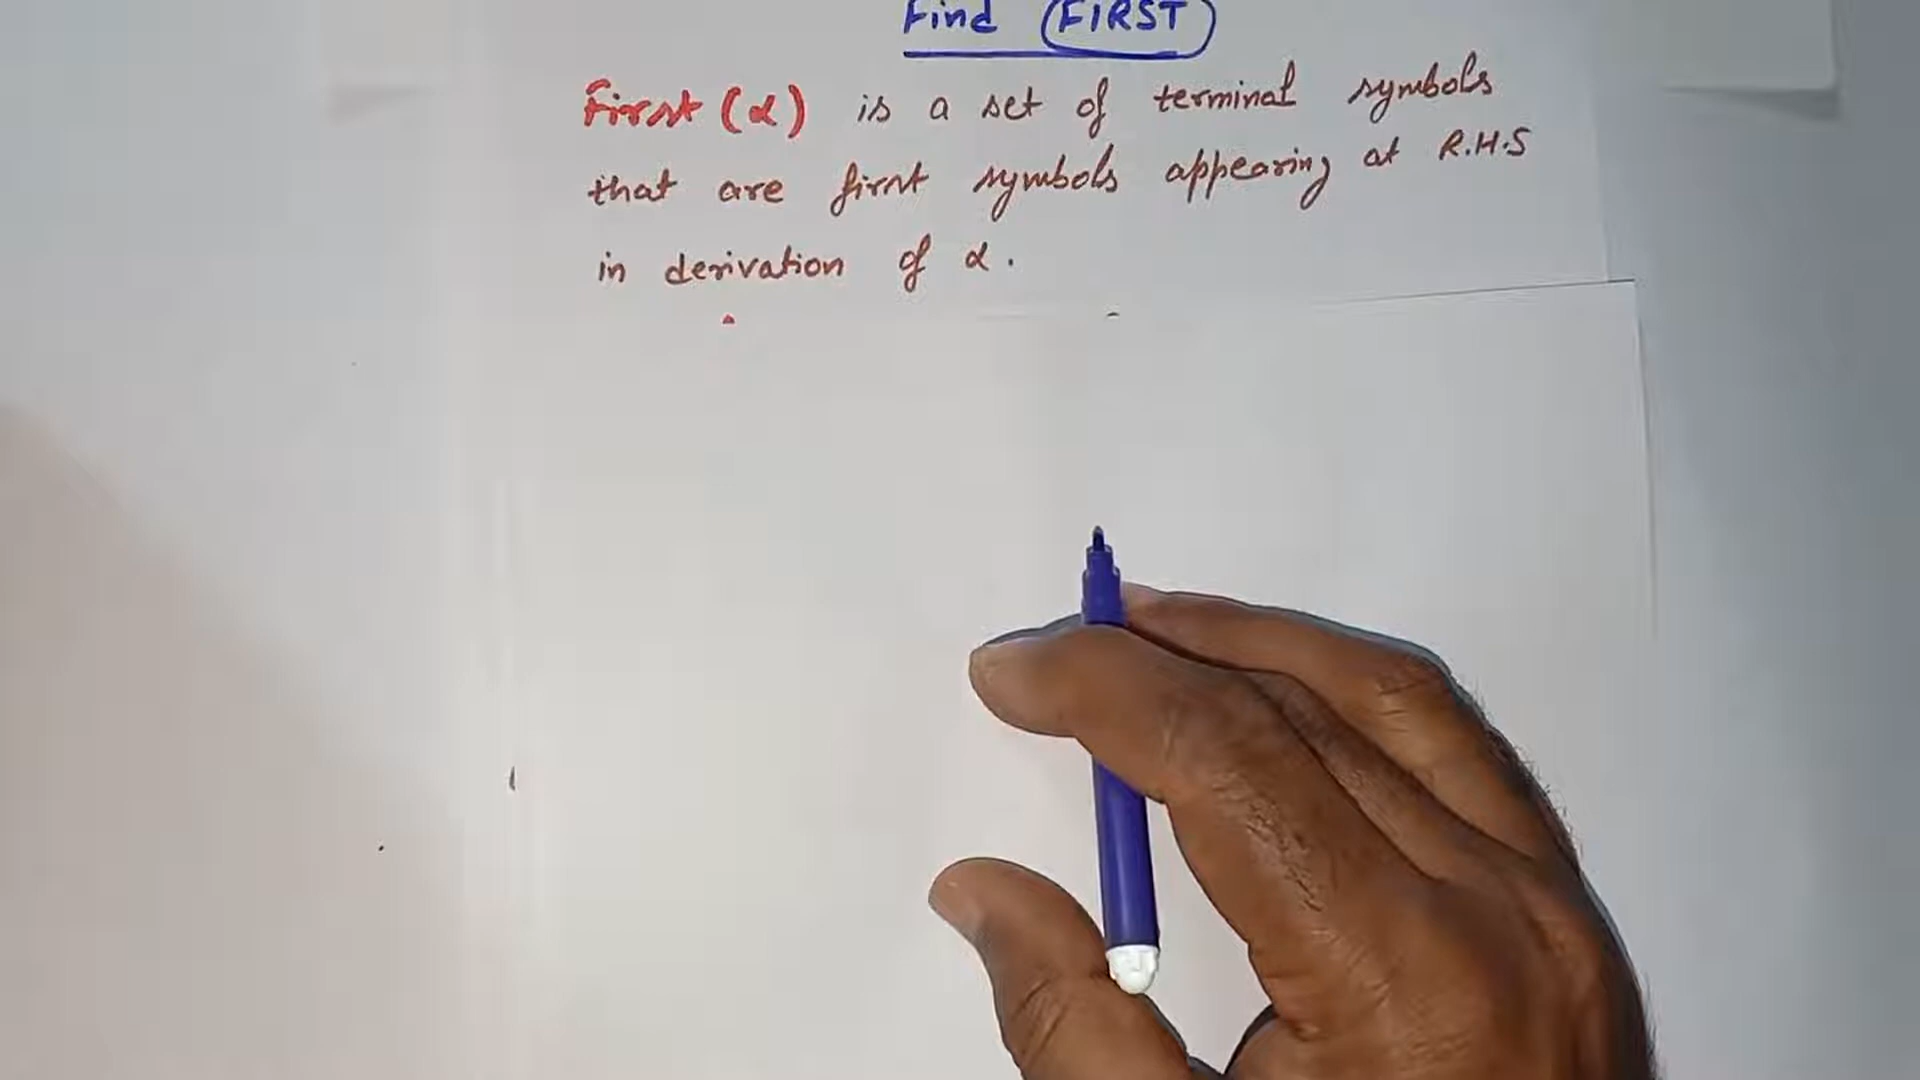 Find FIRST
First (α) is a set of terminal symbols
that are first symbols appearing at R.H.S
in derivation of α.